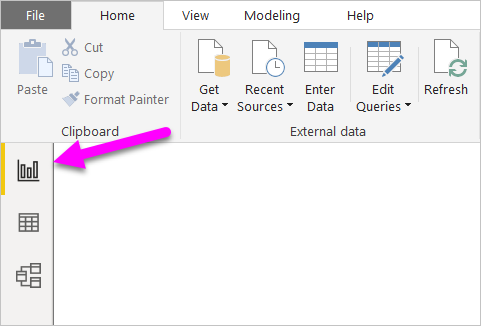 File Home View Modeling Help
Paste
Cut
Copy
Format Painter
Clipboard
Get
Data
Recent
Sources
Enter
Data
Edit
Queries
Refresh
External data